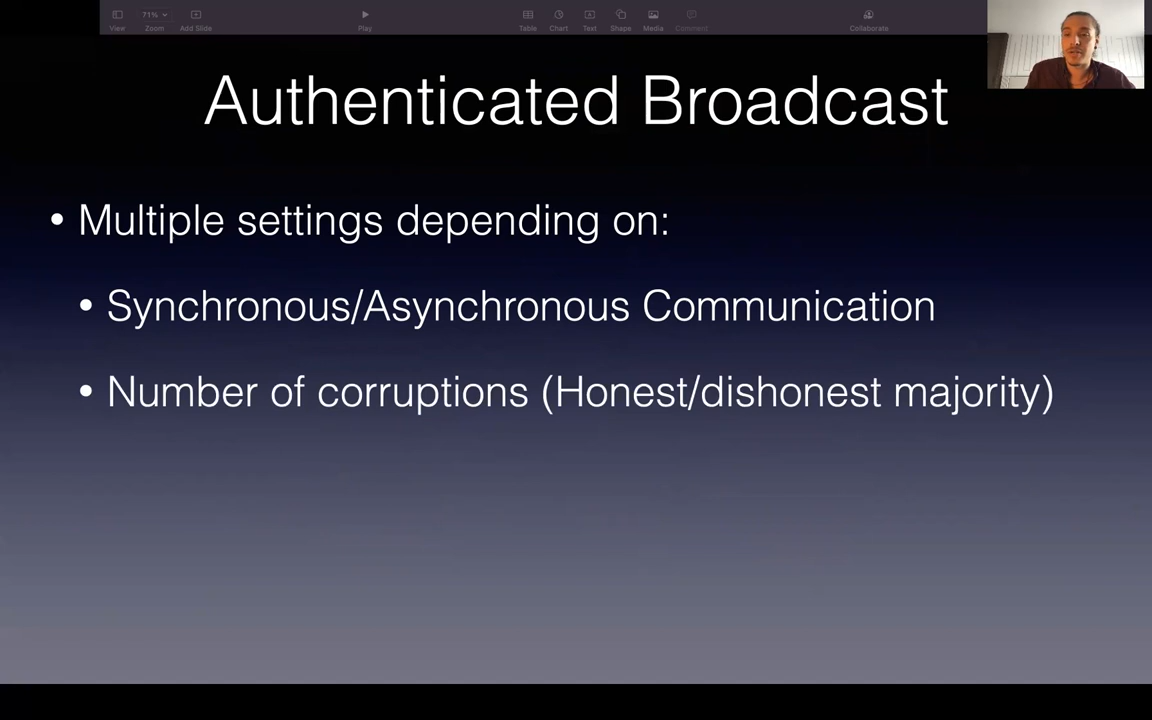 71%
View
Zoom
Add Slide
Play
Table
Chart
Text
Shape
Media
Comment
Collaborate
Authenticated Broadcast
• Multiple settings depending on:
• Synchronous/Asynchronous Communication
• Number of corruptions (Honest/dishonest majority)